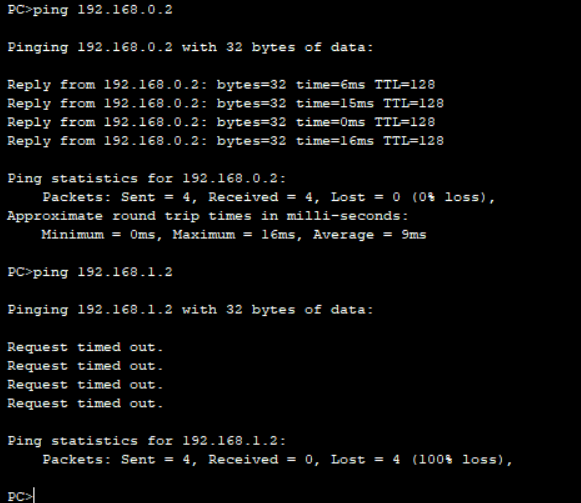 PC>ping 192.168.0.2
Pinging 192.168.0.2 with 32 bytes of data:
Reply from 192.168.0.2: bytes=32 time=6ms TTL=128
Reply from 192.168.0.2: bytes=32 time=15ms TTL=128
Reply from 192.168.0.2: bytes=32 time=0ms TTL=128
Reply from 192.168.0.2: bytes=32 time=16ms TTL=128
Ping statistics for 192.168.0.2:
    Packets: Sent = 4, Received = 4, Lost = 0 (0% loss),
Approximate round trip times in milli-seconds:
    Minimum = 0ms, Maximum = 16ms, Average = 9ms
PC>ping 192.168.1.2
Pinging 192.168.1.2 with 32 bytes of data:
Request timed out.
Request timed out.
Request timed out.
Request timed out.
Ping statistics for 192.168.1.2:
    Packets: Sent = 4, Received = 0, Lost = 4 (100% loss),
PC>